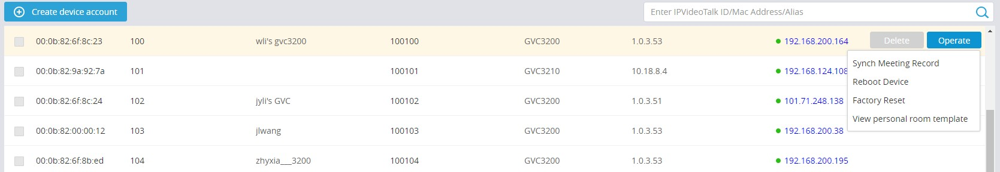 Create device account
Enter IPVideoTalk ID/Mac Address/Alias
00:0b:82:6f:8c:23 100 wli's gvc3200 100100 GVC3200 1.0.3.53 192.168.200.164 Delete Operate
Synch Meeting Record
00:0b:82:9a:92:7a 101 100101 GVC3210 10.18.8.4 192.168.124.108
Reboot Device
00:0b:82:6f:8c:24 102 jyli's GVC 100102 GVC3200 1.0.3.51 101.71.248.138
Factory Reset
View personal room template
00:0b:82:00:00:12 103 jlwang 100103 GVC3200 1.0.3.53 192.168.200.38
00:0b:82:6f:8b:ed 104 zhyxia___3200 100104 GVC3200 1.0.3.53 192.168.200.195